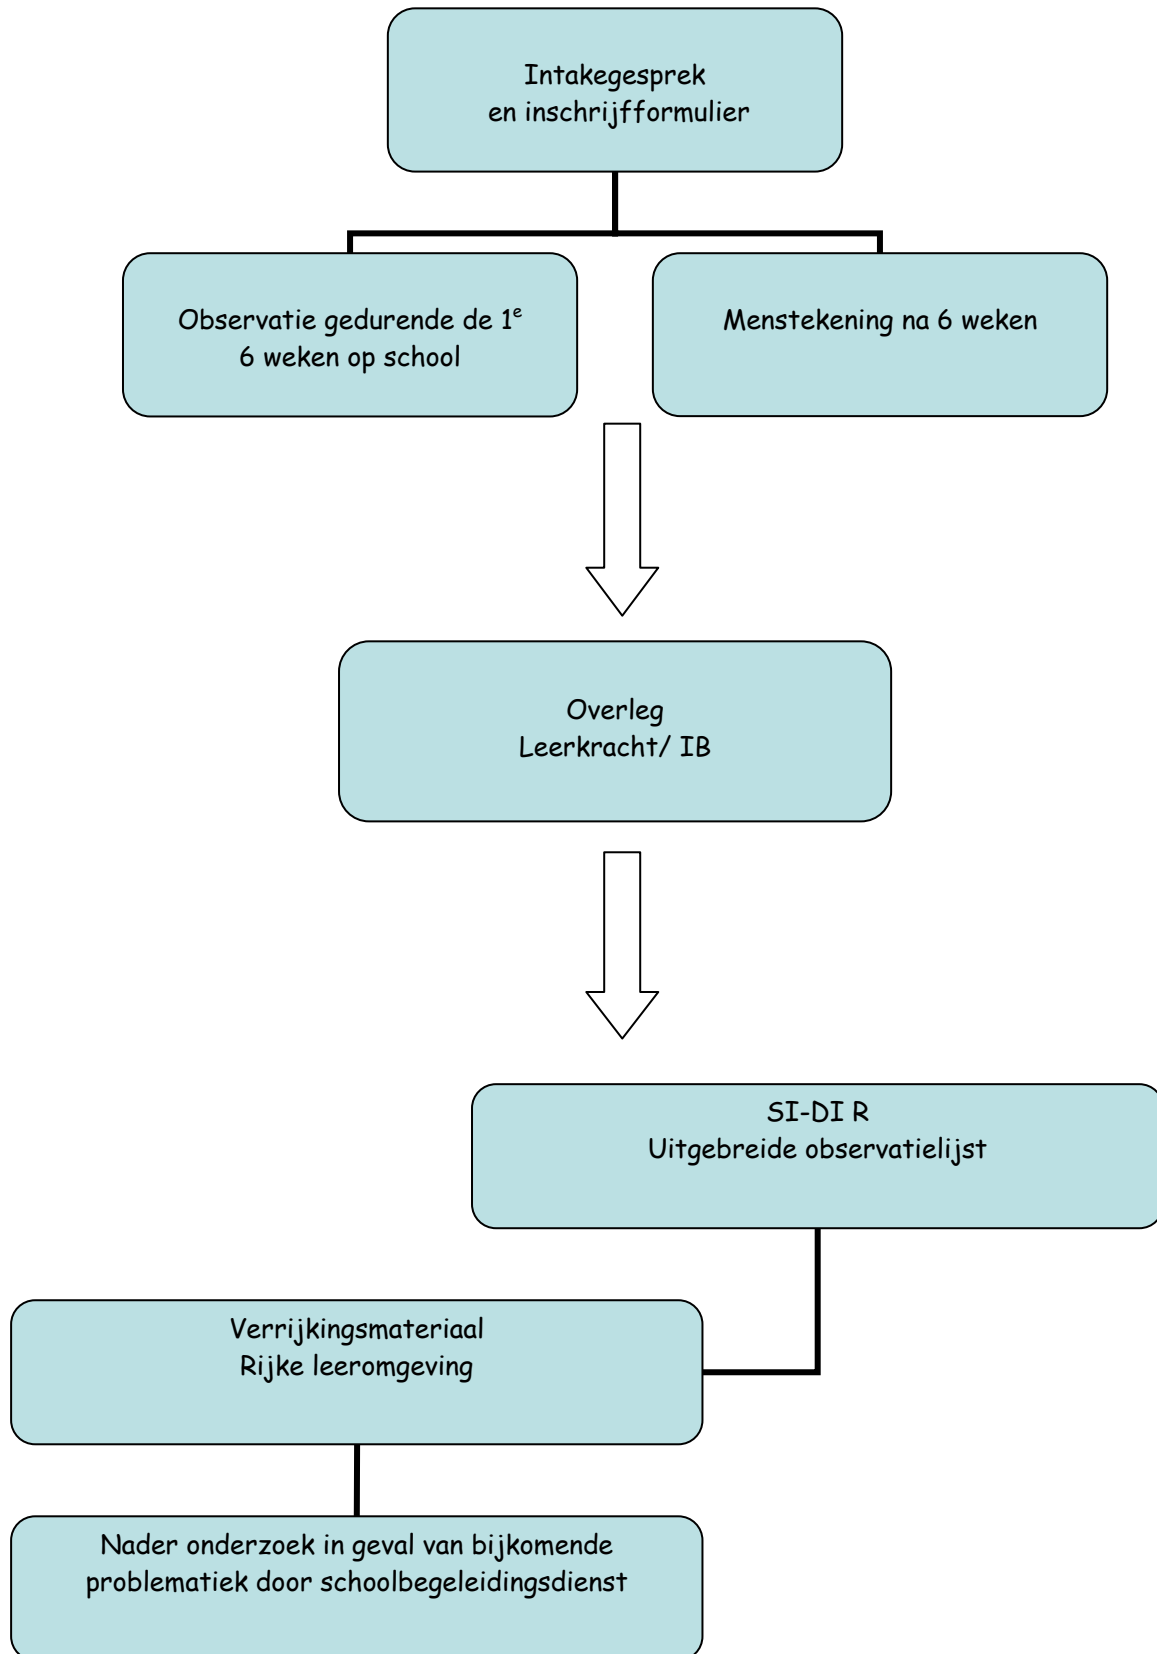 Intakegesprek
en inschrijfformulier
Observatie gedurende de 1e
6 weken op school
Menstekening na 6 weken
Overleg
Leerkracht/ IB
SI-DI R
Uitgebreide observatielijst
Verrijkingsmateriaal
Rijke leeromgeving
Nader onderzoek in geval van bijkomende
problematiek door schoolbegeleidingsdienst